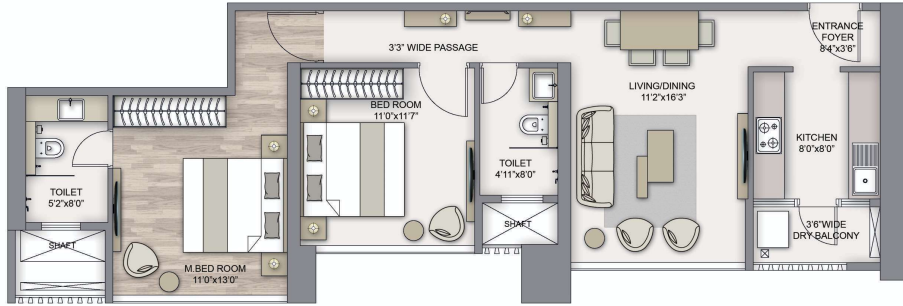 ENTRANCE
FOYER
8'4"x3'6"
3'3" WIDE PASSAGE
LIVING/DINING
11'2"x16'3"
BED ROOM
11'0"x11'7"
KITCHEN
8'0"x8'0"
TOILET
4'11"x8'0"
TOILET
5'2"x8'0"
SHAFT
SHAFT
3'6"WIDE
DRY BALCONY
M.BED ROOM
11'0"x13'0"